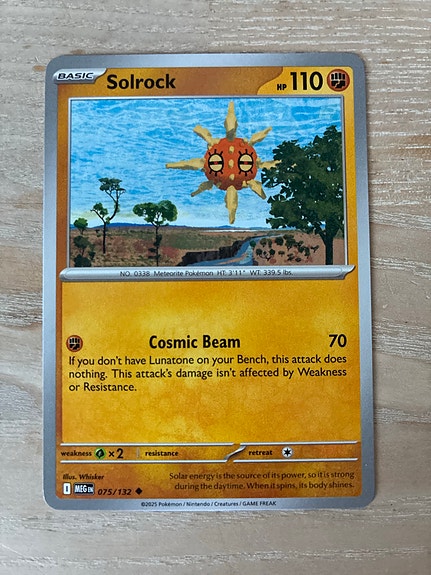 BASIC Solrock HP 110
NO. 0338 Meteorite Pokémon HT: 3'11" WT: 339.5 lbs.
Cosmic Beam 70
If you don't have Lunatone on your Bench, this attack does
nothing. This attack's damage isn't affected by Weakness
or Resistance.
weakness ×2 resistance retreat
Illus. Whisker
Solar energy is the source of its power, so it is
strong during the daytime. When it spins, its body shines.
I MEG EN 075/132
©2025 Pokémon / Nintendo / Creatures / GAME FREAK